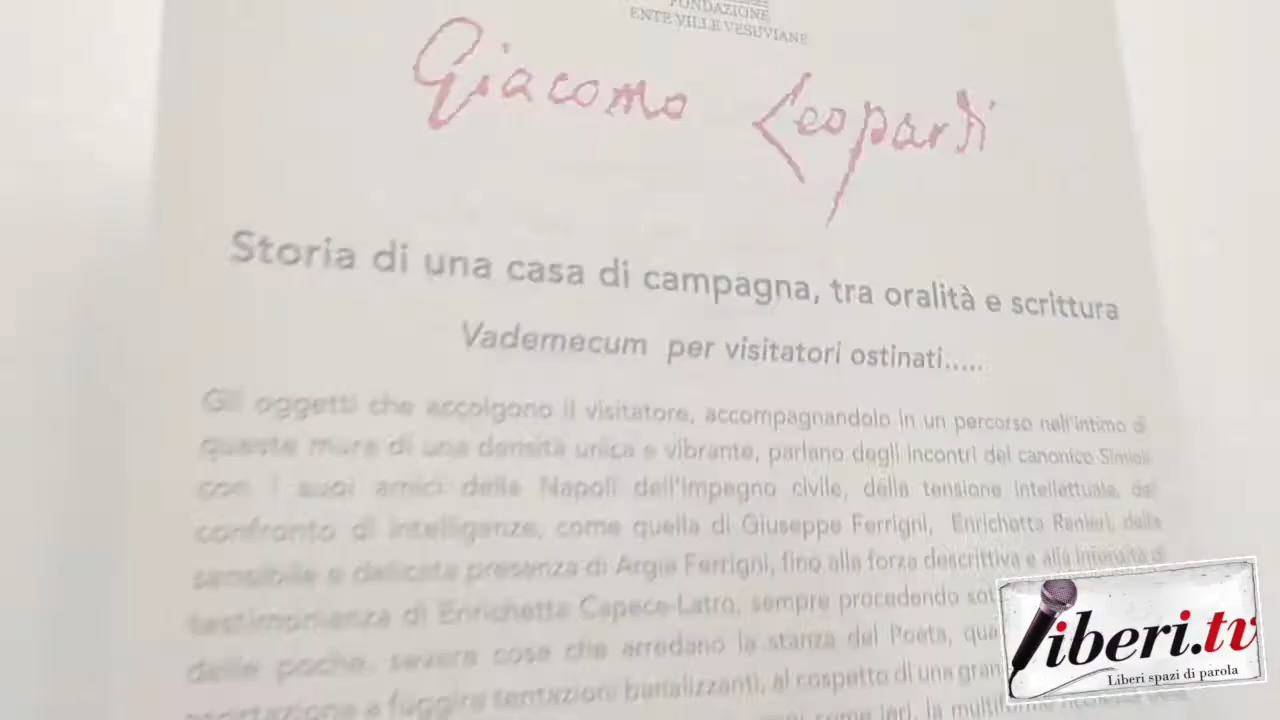 FONDAZIONE
ENTE VILLE VESUVIANE
Giacomo Leopardi
Storia di una casa di campagna, tra oralità e scrittura
Vademecum per visitatori ostinati.....
Gli oggetti che accolgono il visitatore, accompagnandolo in un percorso nell'intimo di
queste mura di una densità unica e vibrante, parlano degli incontri del canonico Simioli
con i suoi amici della Napoli dell'impegno civile, della tensione intellettuale, del
confronto di intelligenze, come quella di Giuseppe Ferrigni, Enrichetta Ranieri, della
sensibile e delicata presenza di Argia Ferrigni, fino alla forza descrittiva e alla intensità di
testimonianza di Enrichetta Capece-Latro, sempre procedendo
delle poche, severe cose che arredano la stanza del Poeta,
a fuggire tentazioni banalizzanti, al cospetto di una
come ieri, la
liberi.tv
Liberi spazi di parola